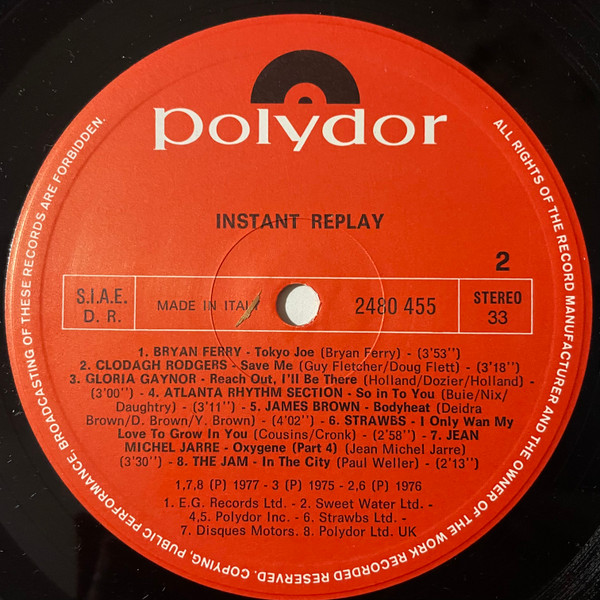 polydor
INSTANT REPLAY
2
S.I.A.E.
D. R.
MADE IN ITALY
2480 455
STEREO
33
1. BRYAN FERRY - Tokyo Joe (Bryan Ferry) - (3'53")
2. CLODAGH RODGERS - Save Me (Guy Fletcher/Doug Flett) - (3'18")
3. GLORIA GAYNOR - Reach Out, I'll Be There (Holland/Dozier/Holland) -
(3'00") - 4. ATLANTA RHYTHM SECTION - So in To You (Buie/Nix/
Daughtry) - (3'11") - 5. JAMES BROWN - Bodyheat (Deidra
Brown/D. Brown/Y. Brown) - (4'02") - 6. STRAWBS - I Only Wan My
Love To Grow In You (Cousins/Cronk) - (2'58") - 7. JEAN
MICHEL JARRE - Oxygene (Part 4) (Jean Michel Jarre)
(3'30") - 8. THE JAM - In The City (Paul Weller) - (2'13")
1,7,8 (P) 1977 - 3 (P) 1975 - 2,6 (P) 1976
1. E.G. Records Ltd. - 2. Sweet Water Ltd. -
4,5. Polydor Inc. - 6. Strawbs Ltd. -
7. Disques Motors. 8. Polydor Ltd. UK
ALL RIGHTS OF THE RECORD MANUFACTURER AND THE OWNER OF THE WORK RECORDED RESERVED. COPYING, PUBLIC PERFORMANCE, BROADCASTING OF THESE RECORDS ARE FORBIDDEN.